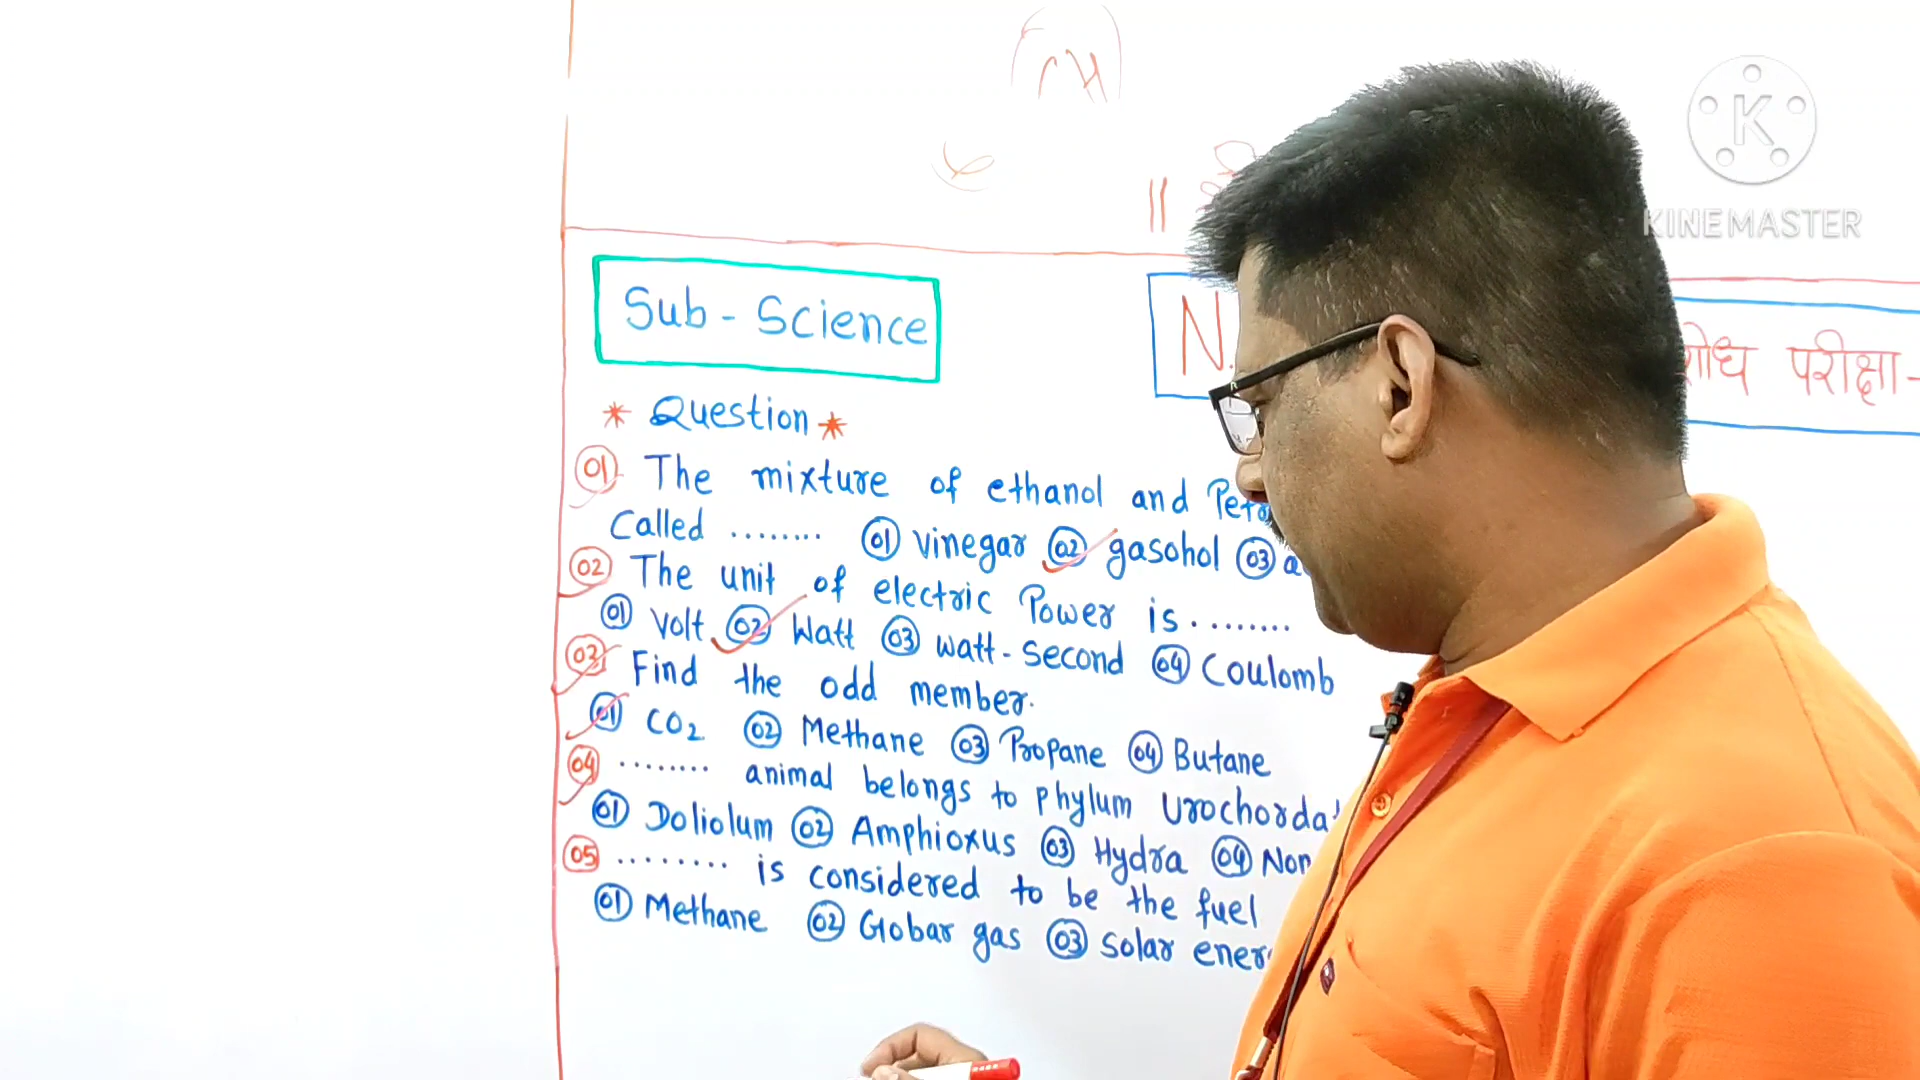 KINEMASTER
Sub - Science
N.
शोध परीक्षा-
* Question *
01 The mixture of ethanol and
Called ........ 01 vinegar 02 gasohol 03
02 The unit of electric Power is.........
01 Volt 02 Watt 03 watt-second 04 Coulomb
03 Find the odd member.
01 CO2 02 Methane 03 Propane 04 Butane
04 ........ animal belongs to phylum
01 Doliolum 02 Amphioxus 03 Hydra 04
05 ......... is considered to be the fuel
01 Methane 02 Gobar gas 03 Solar